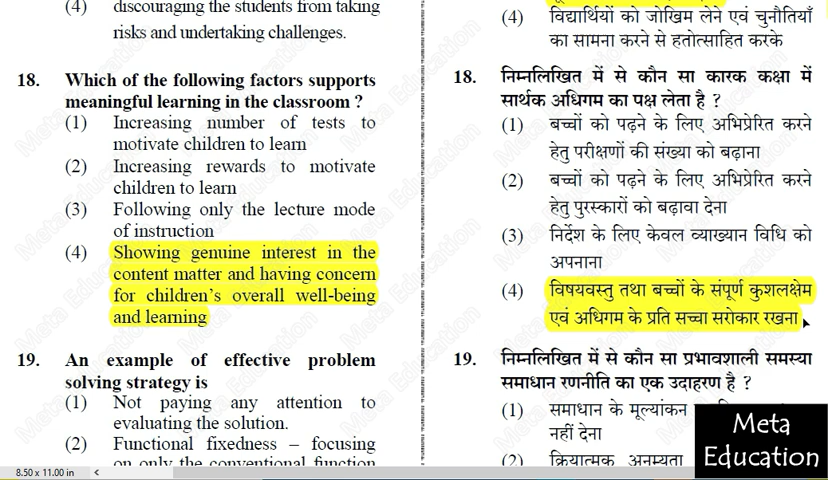 (4) discouraging the students from taking
risks and undertaking challenges.
18. Which of the following factors supports
meaningful learning in the classroom ?
(1) Increasing number of tests to
motivate children to learn
(2) Increasing rewards to motivate
children to learn
(3) Following only the lecture mode
of instruction
(4) Showing genuine interest in the
content matter and having concern
for children's overall well-being
and learning
19. An example of effective problem
solving strategy is
(1) Not paying any attention to
evaluating the solution.
(2) Functional fixedness – focusing
on only the conventional function
(4) विद्यार्थियों को जोखिम लेने एवं चुनौतियों
का सामना करने से हतोत्साहित करके
18. निम्नलिखित में से कौन सा कारक कक्षा में
सार्थक अधिगम का पक्ष लेता है ?
(1) बच्चों को पढ़ने के लिए अभिप्रेरित करने
हेतु परीक्षणों की संख्या को बढ़ाना
(2) बच्चों को पढ़ने के लिए अभिप्रेरित करने
हेतु पुरस्कारों को बढ़ावा देना
(3) निर्देश के लिए केवल व्याख्यान विधि को
अपनाना
(4) विषयवस्तु तथा बच्चों के संपूर्ण कुशलक्षेम
एवं अधिगम के प्रति सच्चा सरोकार रखना
19. निम्नलिखित में से कौन सा प्रभावशाली समस्या
समाधान रणनीति का एक उदाहरण है ?
(1) समाधान के मूल्यांकन
नहीं देना
(2) क्रियात्मक अनम्यता
Meta
Education
8.50 x 11.00 in